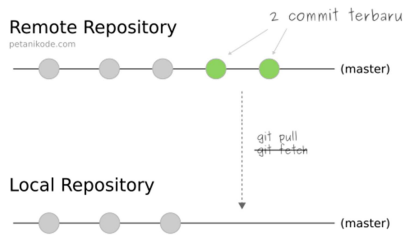 2 commit terbaru
Remote Repository
petanikode.com
(master)
git pull
git fetch
Local Repository
(master)